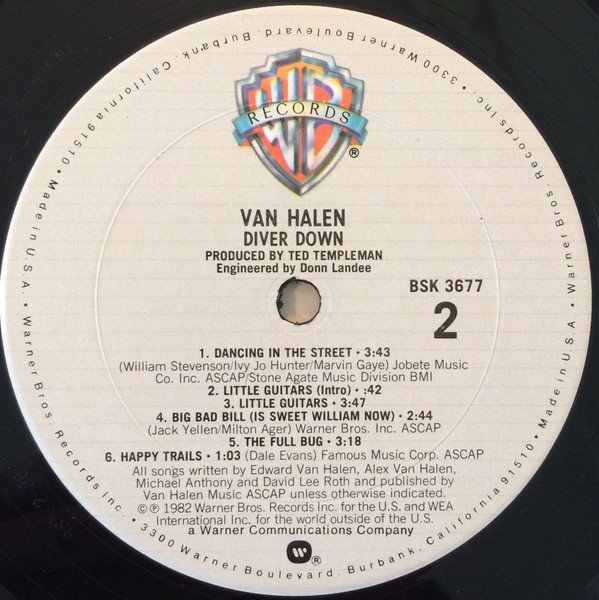 WB
RECORDS
®
VAN HALEN
DIVER DOWN
PRODUCED BY TED TEMPLEMAN
Engineered by Donn Landee
BSK 3677
2
1. DANCING IN THE STREET • 3:43
(William Stevenson/Ivy Jo Hunter/Marvin Gaye) Jobete Music
Co. Inc. ASCAP/Stone Agate Music Division BMI
2. LITTLE GUITARS (Intro) • :42
3. LITTLE GUITARS • 3:47
4. BIG BAD BILL (IS SWEET WILLIAM NOW) • 2:44
(Jack Yellen/Milton Ager) Warner Bros. Inc. ASCAP
5. THE FULL BUG • 3:18
6. HAPPY TRAILS • 1:03 (Dale Evans) Famous Music Corp. ASCAP
All songs written by Edward Van Halen, Alex Van Halen,
Michael Anthony and David Lee Roth and published by
Van Halen Music ASCAP unless otherwise indicated.
©℗ 1982 Warner Bros. Records Inc. for the U.S. and WEA
International Inc. for the world outside of the U.S.
a Warner Communications Company
Warner Bros. Records Inc. • 3300 Warner Boulevard, Burbank, California 91510 • Made in U.S.A. • Warner Bros. Records Inc. • 3300 Warner Boulevard, Burbank, California 91510 • Made in U.S.A. •